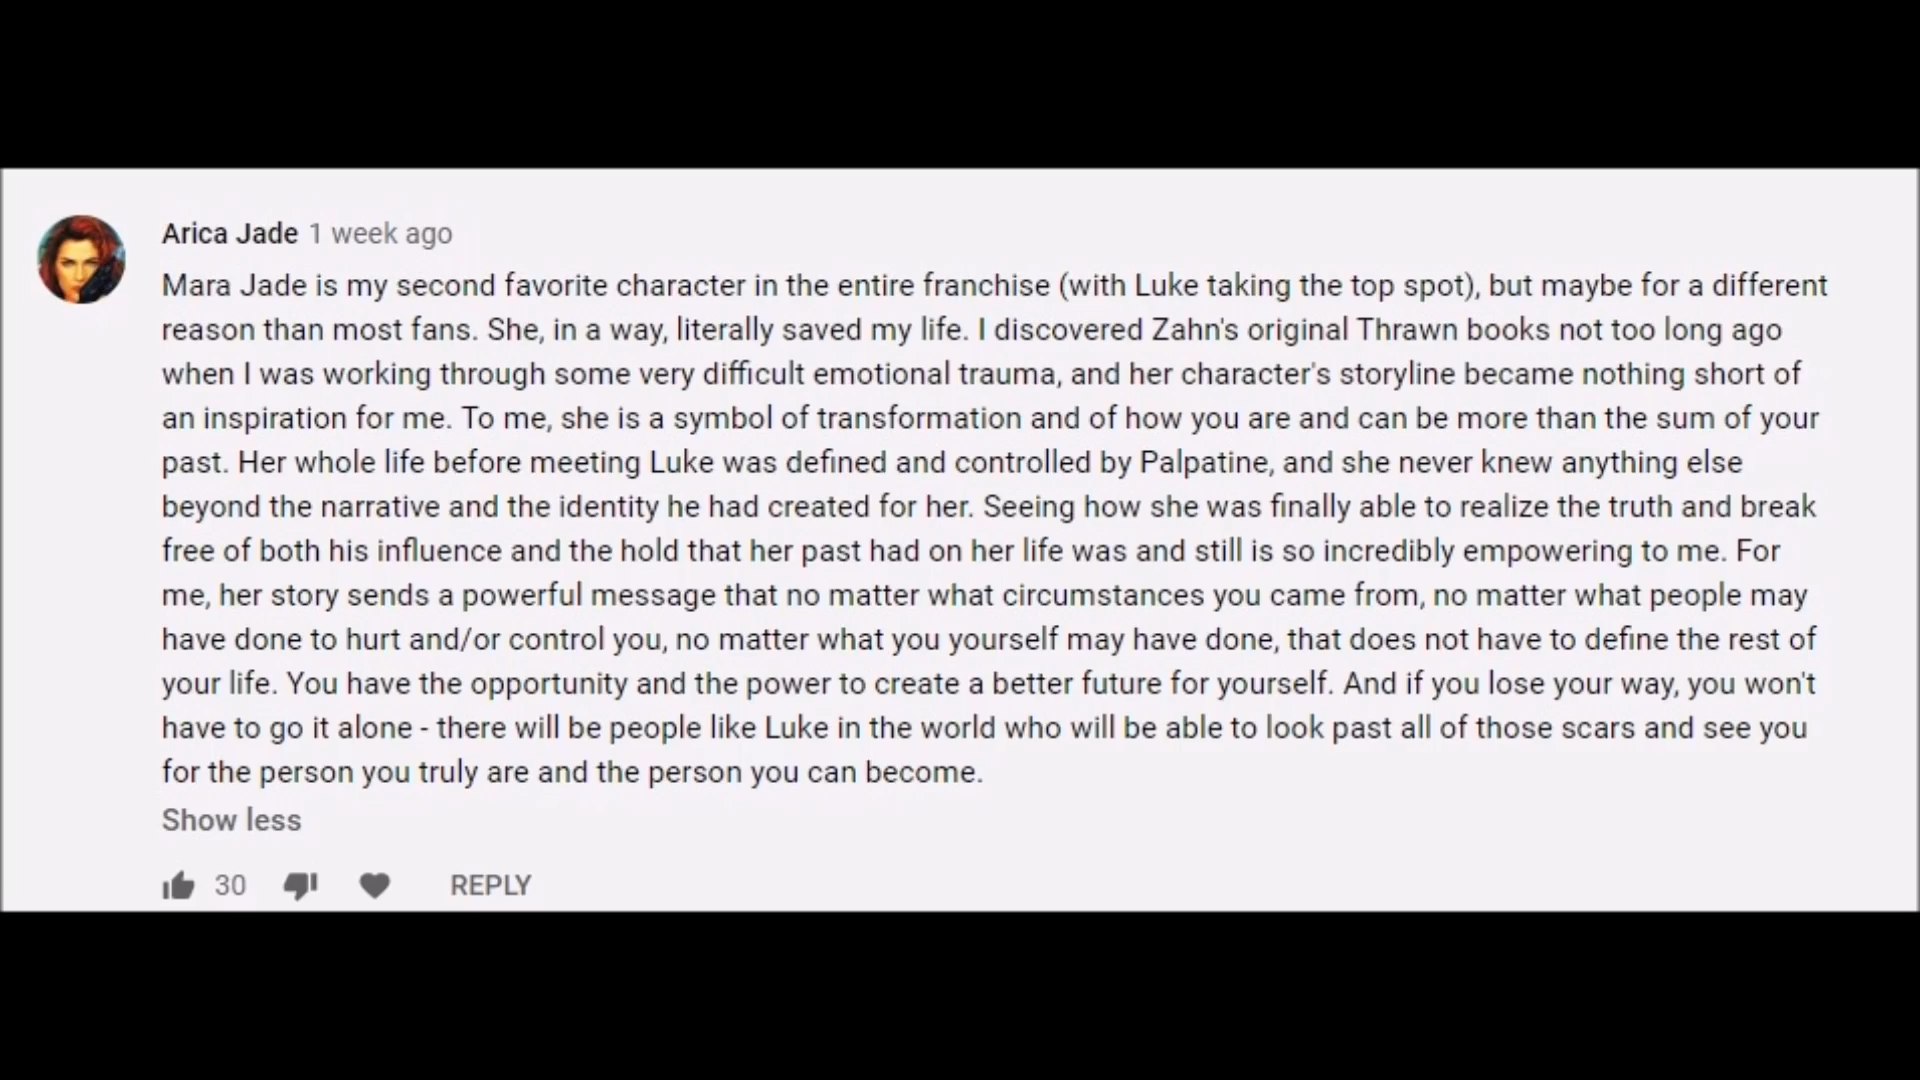 Arica Jade 1 week ago
Mara Jade is my second favorite character in the entire franchise (with Luke taking the top spot), but maybe for a different
reason than most fans. She, in a way, literally saved my life. I discovered Zahn's original Thrawn books not too long ago
when I was working through some very difficult emotional trauma, and her character's storyline became nothing short of
an inspiration for me. To me, she is a symbol of transformation and of how you are and can be more than the sum of your
past. Her whole life before meeting Luke was defined and controlled by Palpatine, and she never knew anything else
beyond the narrative and the identity he had created for her. Seeing how she was finally able to realize the truth and break
free of both his influence and the hold that her past had on her life was and still is so incredibly empowering to me. For
me, her story sends a powerful message that no matter what circumstances you came from, no matter what people may
have done to hurt and/or control you, no matter what you yourself may have done, that does not have to define the rest of
your life. You have the opportunity and the power to create a better future for yourself. And if you lose your way, you won't
have to go it alone - there will be people like Luke in the world who will be able to look past all of those scars and see you
for the person you truly are and the person you can become.
Show less
30 REPLY